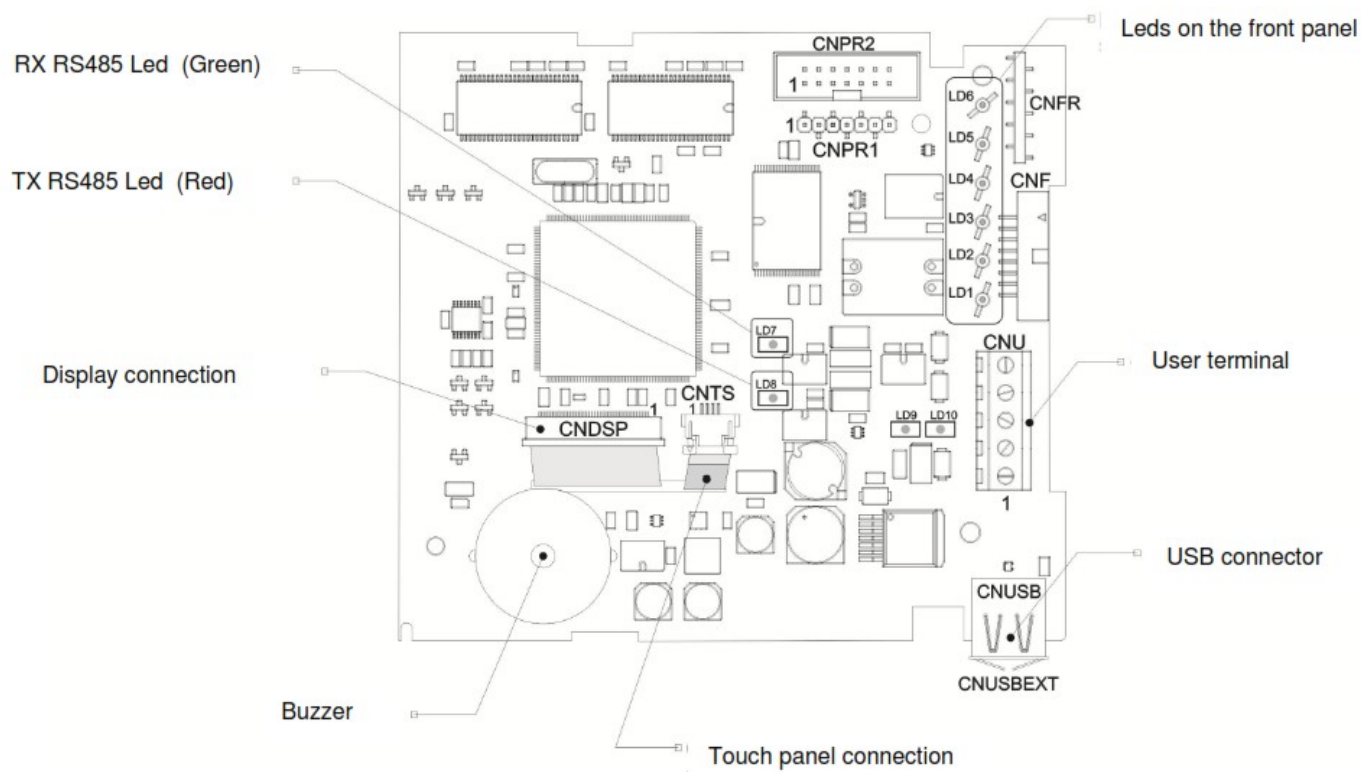 Leds on the front panel
RX RS485 Led (Green)
CNPR2
1
LD6
CNFR
1
CNPR1
LD5
TX RS485 Led (Red)
LD4
CNF
LD3
LD2
LD1
LD7
CNU
User terminal
Display connection
LD8
CNTS
1
1
CNDSP
LD9
LD10
1
USB connector
CNUSB
CNUSBEXT
Buzzer
Touch panel connection